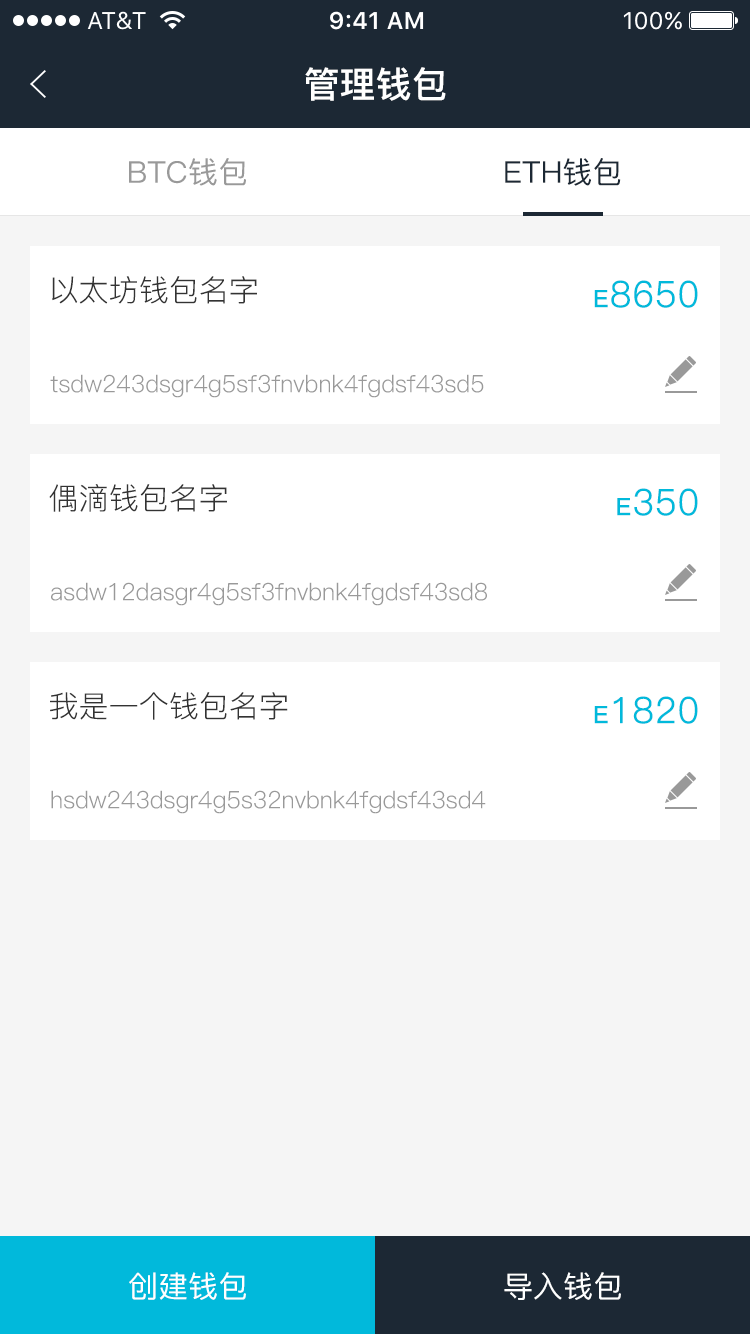 AT&T 9:41 AM 100%
管理钱包
BTC钱包 ETH钱包
以太坊钱包名字 E8650
tsdw243dsgr4g5sf3fnvbnk4fgdsf43sd5
偶滴钱包名字 E350
asdw12dasgr4g5sf3fnvbnk4fgdsf43sd8
我是一个钱包名字 E1820
hsdw243dsgr4g5s32nvbnk4fgdsf43sd4
创建钱包 导入钱包